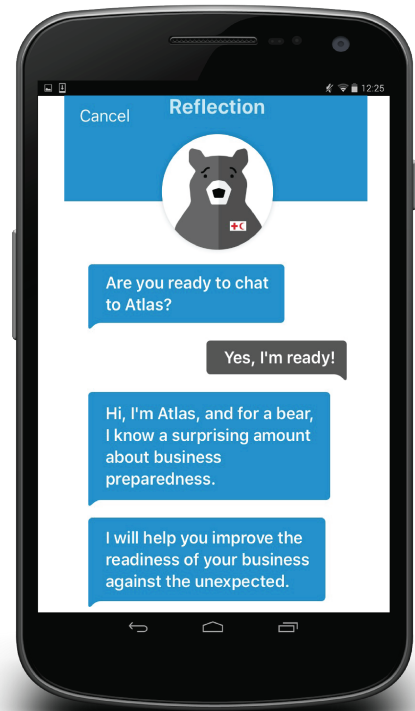 12:25
Reflection
Cancel
Are you ready to chat
to Atlas?
Yes, I'm ready!
Hi, I'm Atlas, and for a bear,
I know a surprising amount
about business
preparedness.
I will help you improve the
readiness of your business
against the unexpected.